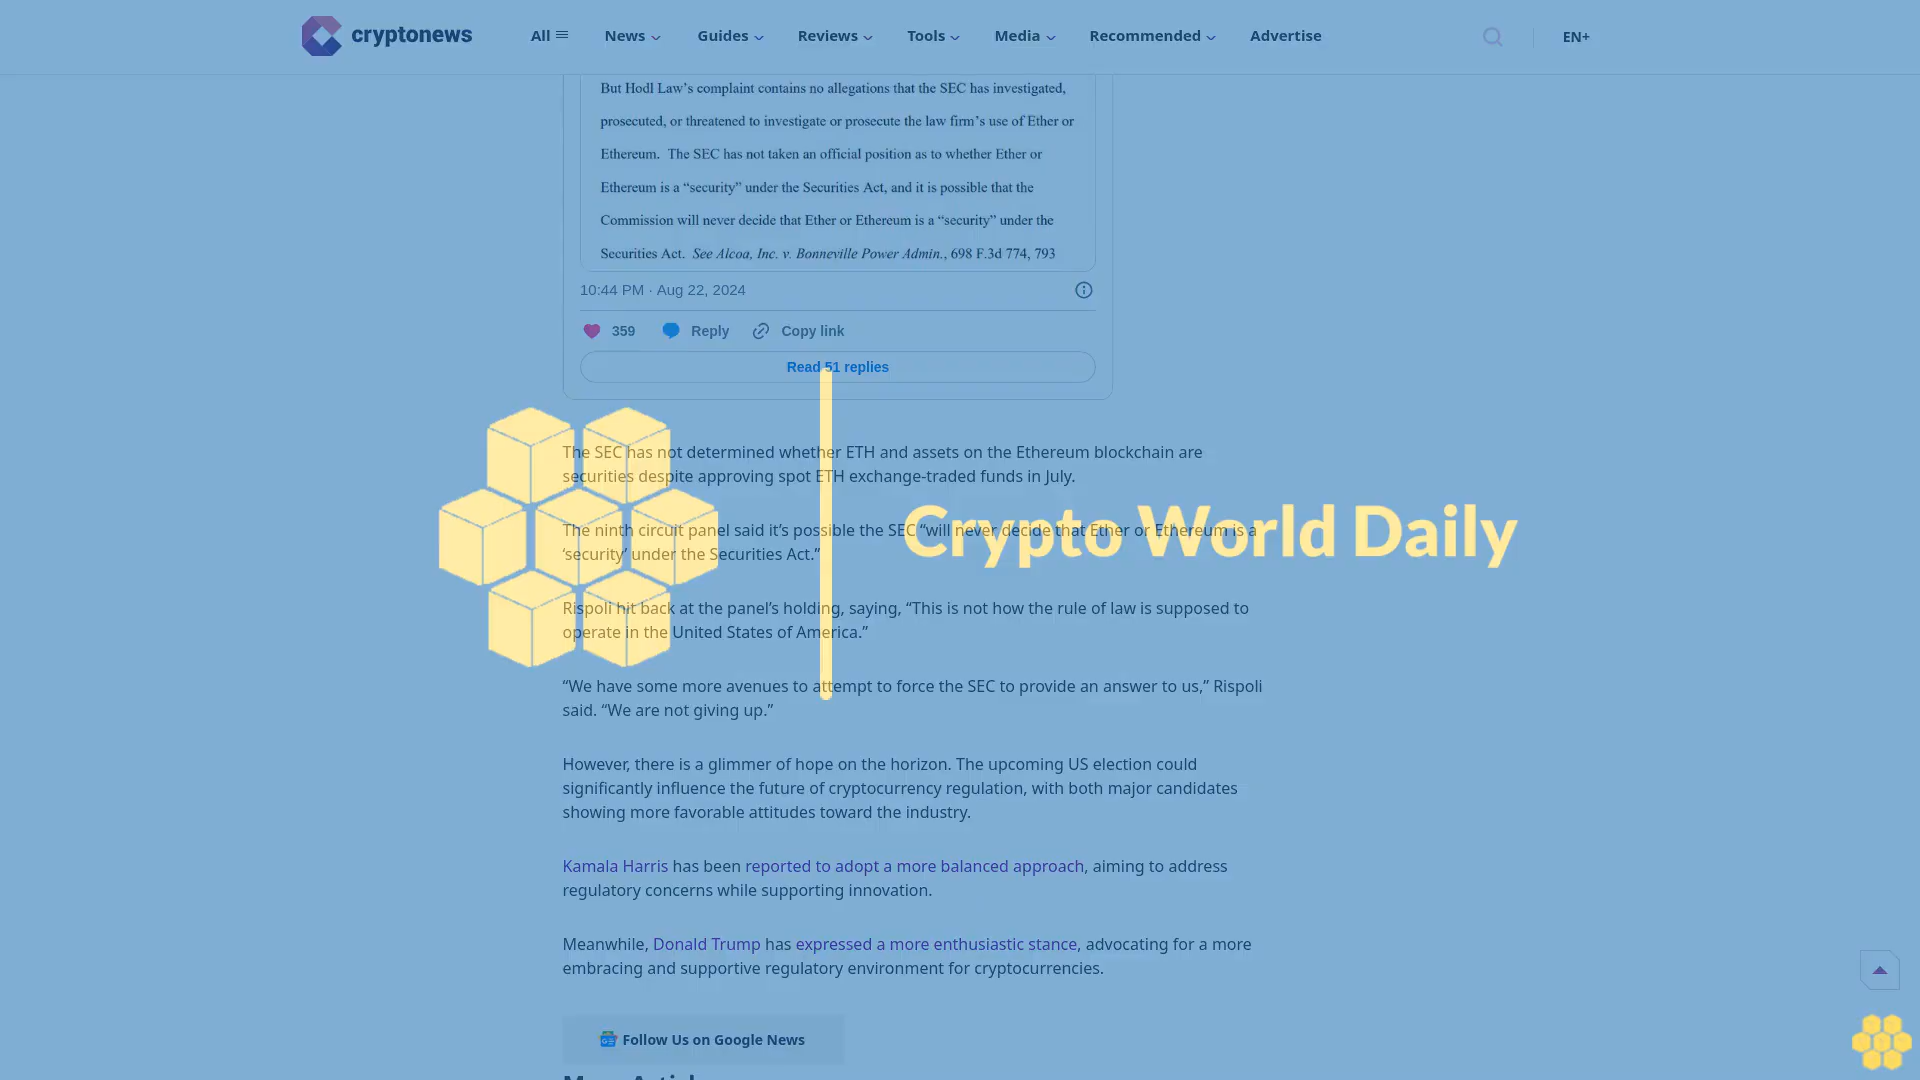 cryptonews
All
News
Guides
Reviews
Tools
Media
Recommended
Advertise
EN+
But Hodl Law’s complaint contains no allegations that the SEC has investigated,
prosecuted, or threatened to investigate or prosecute the law firm’s use of Ether or
Ethereum. The SEC has not taken an official position as to whether Ether or
Ethereum is a “security” under the Securities Act, and it is possible that the
Commission will never decide that Ether or Ethereum is a “security” under the
Securities Act. See Alcoa, Inc. v. Bonneville Power Admin., 698 F.3d 774, 793
10:44 PM · Aug 22, 2024
359 Reply Copy link
Read 51 replies
The SEC has not determined whether ETH and assets on the Ethereum blockchain are
securities despite approving spot ETH exchange-traded funds in July.
The ninth circuit panel said it’s possible the SEC “will never decide that Ether or Ethereum is a
‘security’ under the Securities Act.”
Crypto World Daily
Rispoli hit back at the panel’s holding, saying, “This is not how the rule of law is supposed to
operate in the United States of America.”
“We have some more avenues to attempt to force the SEC to provide an answer to us,” Rispoli
said. “We are not giving up.”
However, there is a glimmer of hope on the horizon. The upcoming US election could
significantly influence the future of cryptocurrency regulation, with both major candidates
showing more favorable attitudes toward the industry.
Kamala Harris has been reported to adopt a more balanced approach, aiming to address
regulatory concerns while supporting innovation.
Meanwhile, Donald Trump has expressed a more enthusiastic stance, advocating for a more
embracing and supportive regulatory environment for cryptocurrencies.
Follow Us on Google News